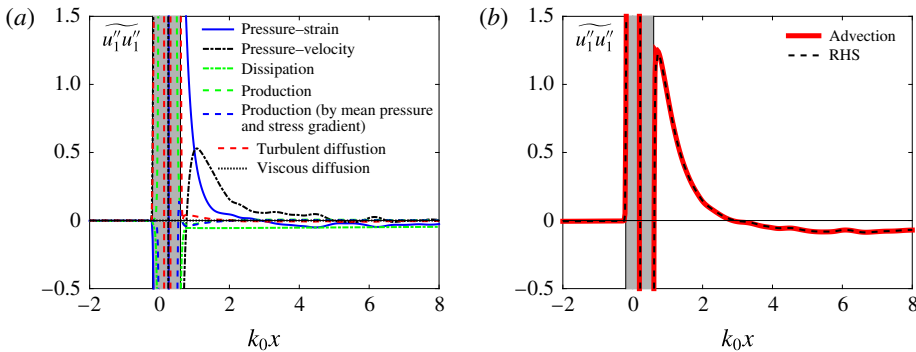 (a)
1.5
1.0
0.5
0
−0.5
−2 0 2 4 6 8
k0x
u1″u1″
Pressure–strain
Pressure–velocity
Dissipation
Production
Production (by mean pressure
and stress gradient)
Turbulent diffustion
Viscous diffusion
(b)
1.5
1.0
0.5
0
−0.5
−2 0 2 4 6 8
k0x
u1″u1″
Advection
RHS